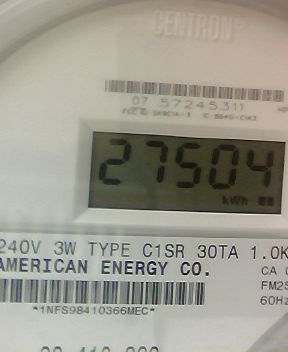 CENTRON®
07 57245311
27504
kWh
240V 3W TYPE C1SR 30TA 1.0K
AMERICAN ENERGY CO.
CA 0
FM2S
60Hz
*1NFS98410366MEC*